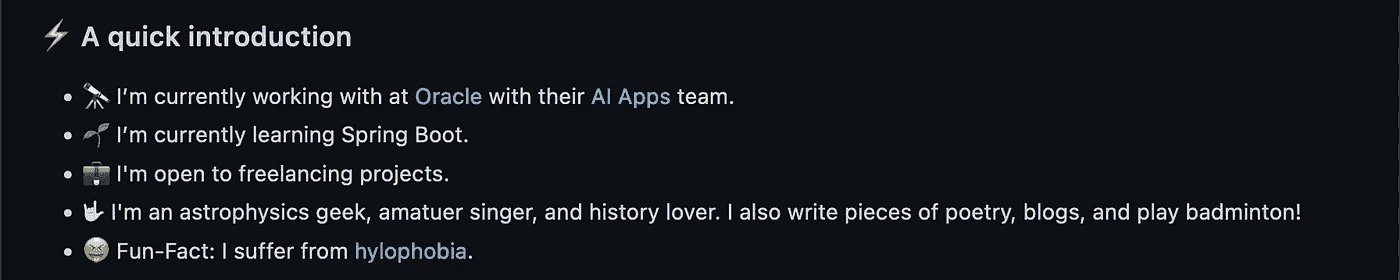 ⚡ A quick introduction
• 🔭 I’m currently working with at Oracle with their AI Apps team.
• 🌱 I’m currently learning Spring Boot.
• 💼 I'm open to freelancing projects.
• 🤟 I'm an astrophysics geek, amatuer singer, and history lover. I also write pieces of poetry, blogs, and play badminton!
• 😝 Fun-Fact: I suffer from hylophobia.